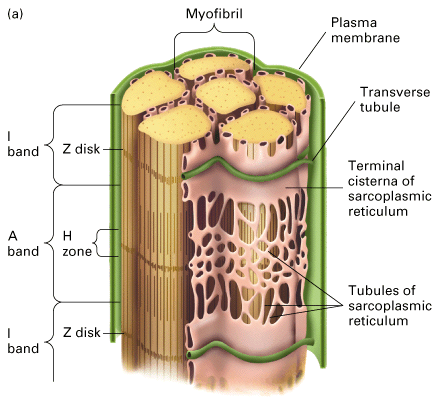 (a)
Myofibril
Plasma
membrane
Transverse
tubule
I
band
Z disk
Terminal
cisterna of
sarcoplasmic
reticulum
A
band
H
zone
Tubules of
sarcoplasmic
reticulum
I
band
Z disk